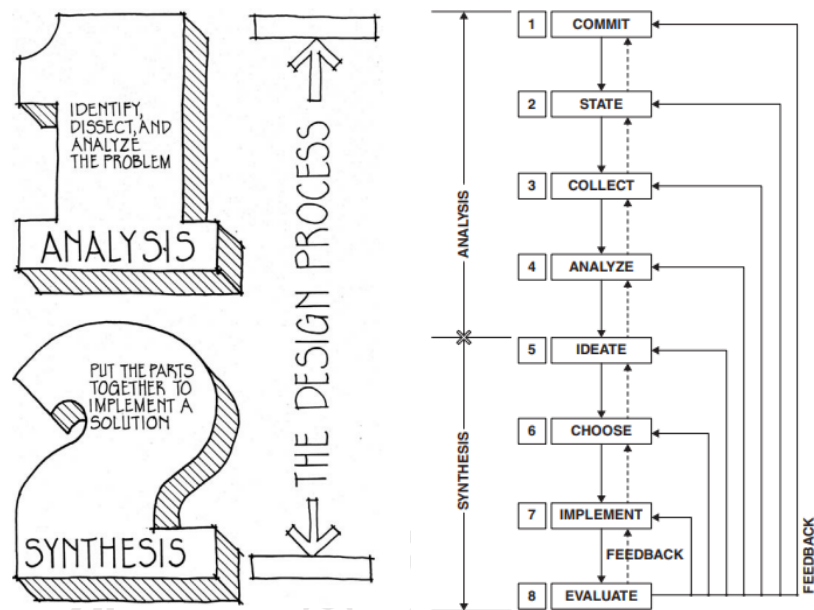 IDENTIFY,
DISSECT, AND
ANALYZE
THE PROBLEM
ANALYSIS
PUT THE PARTS
TOGETHER TO
IMPLEMENT A
SOLUTION
SYNTHESIS
THE DESIGN PROCESS
ANALYSIS
SYNTHESIS
1 COMMIT
2 STATE
3 COLLECT
4 ANALYZE
5 IDEATE
6 CHOOSE
7 IMPLEMENT
FEEDBACK
8 EVALUATE
FEEDBACK